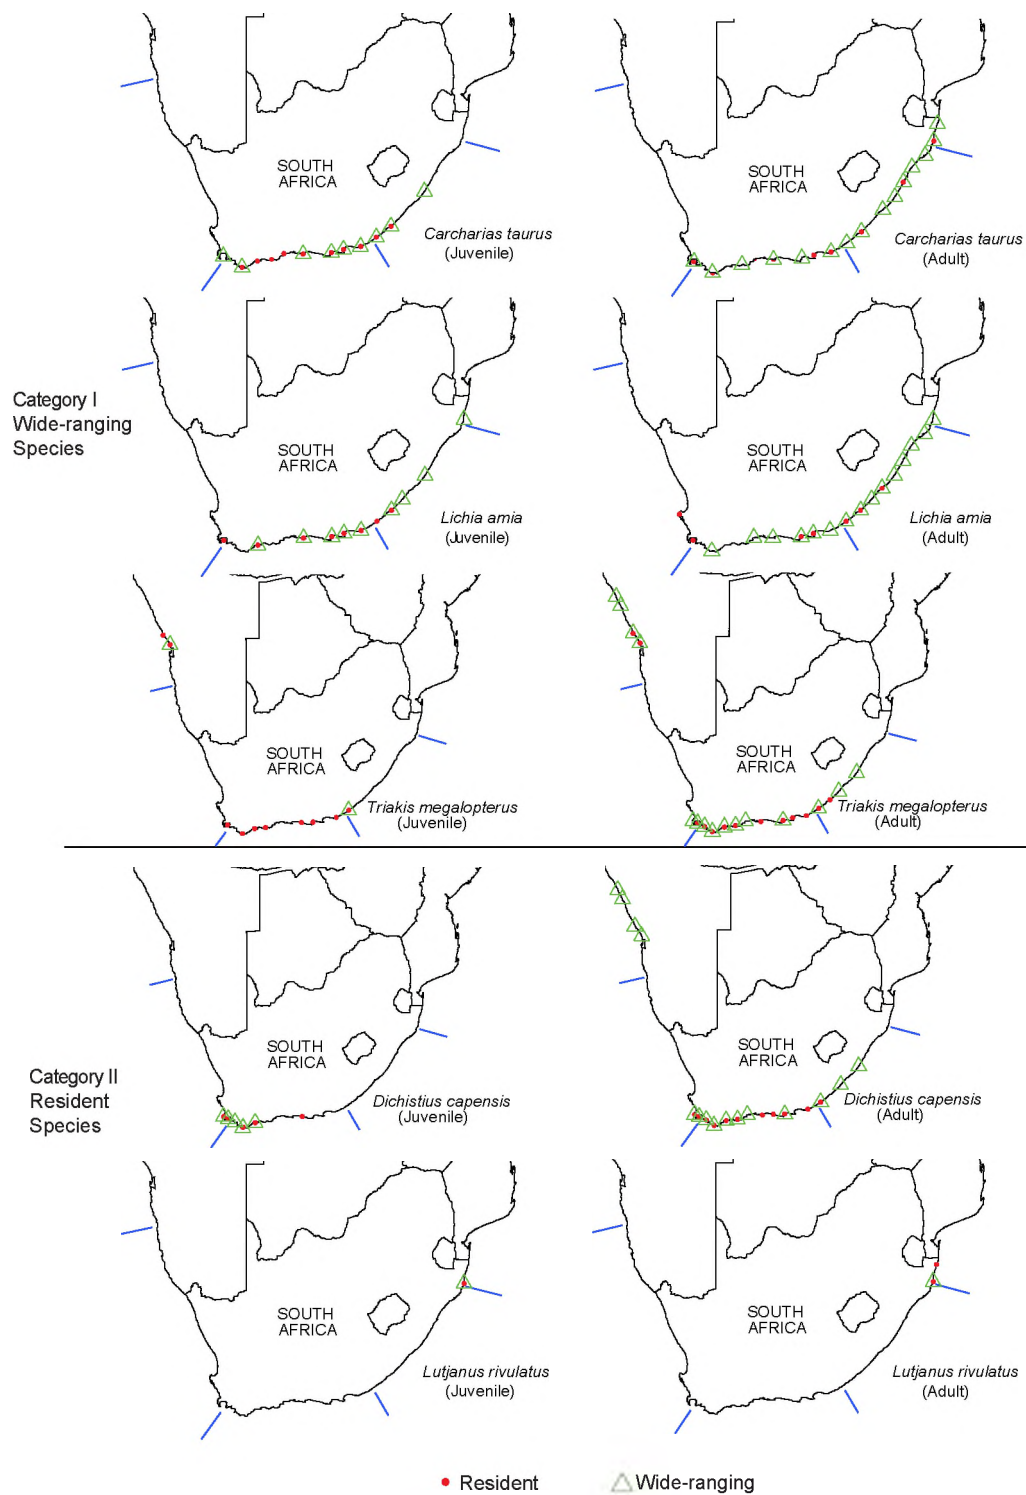 SOUTH
AFRICA
Carcharias taurus
(Juvenile)
SOUTH
AFRICA
Carcharias taurus
(Adult)
Category I
Wide-ranging
Species
SOUTH
AFRICA
Lichia amia
(Juvenile)
SOUTH
AFRICA
Lichia amia
(Adult)
SOUTH
AFRICA
Triakis megalopterus
(Juvenile)
SOUTH
AFRICA
Triakis megalopterus
(Adult)
Category II
Resident
Species
SOUTH
AFRICA
Dichistius capensis
(Juvenile)
SOUTH
AFRICA
Dichistius capensis
(Adult)
SOUTH
AFRICA
Lutjanus rivulatus
(Juvenile)
SOUTH
AFRICA
Lutjanus rivulatus
(Adult)
Resident
Wide-ranging